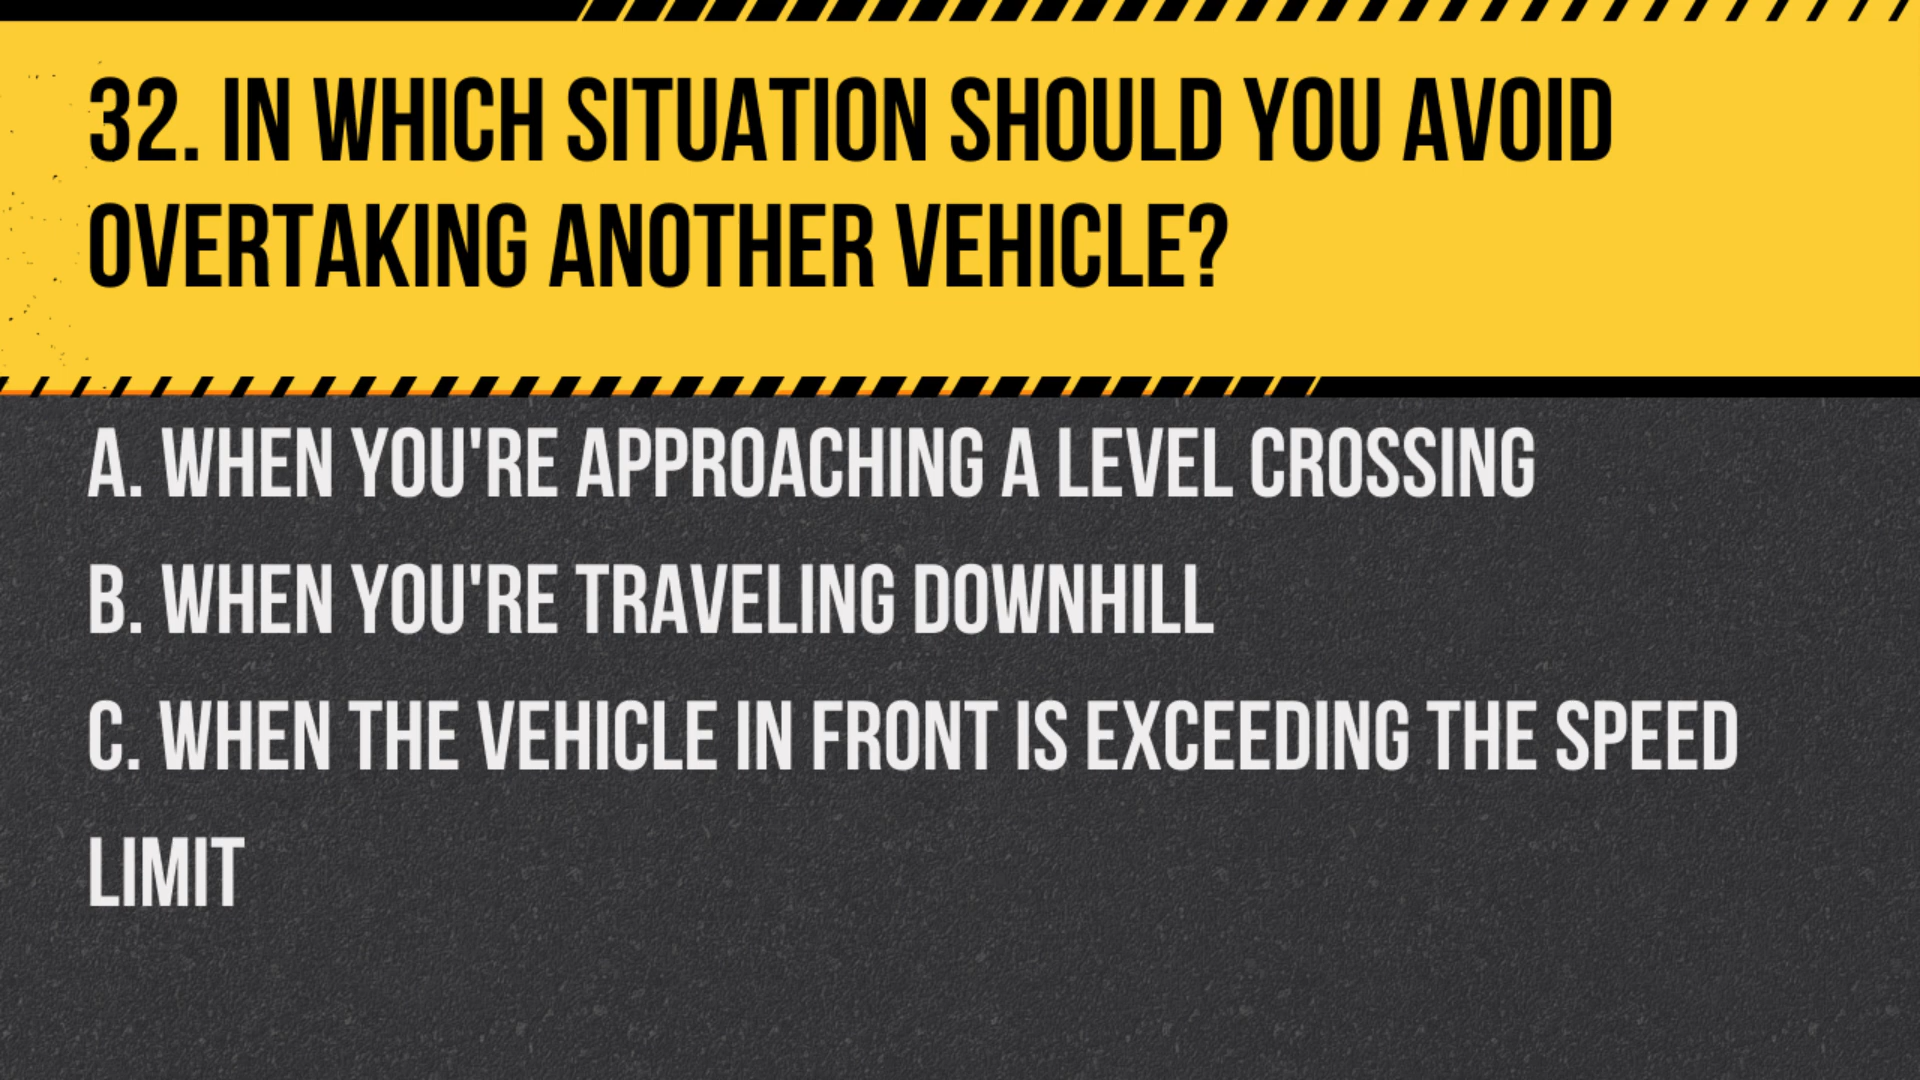 32. IN WHICH SITUATION SHOULD YOU AVOID
OVERTAKING ANOTHER VEHICLE?
A. WHEN YOU'RE APPROACHING A LEVEL CROSSING
B. WHEN YOU'RE TRAVELING DOWNHILL
C. WHEN THE VEHICLE IN FRONT IS EXCEEDING THE SPEED
LIMIT